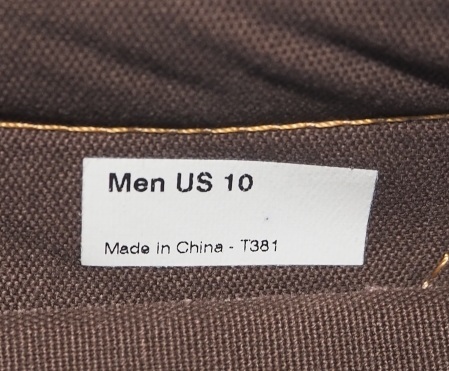 Men US 10
Made in China - T381